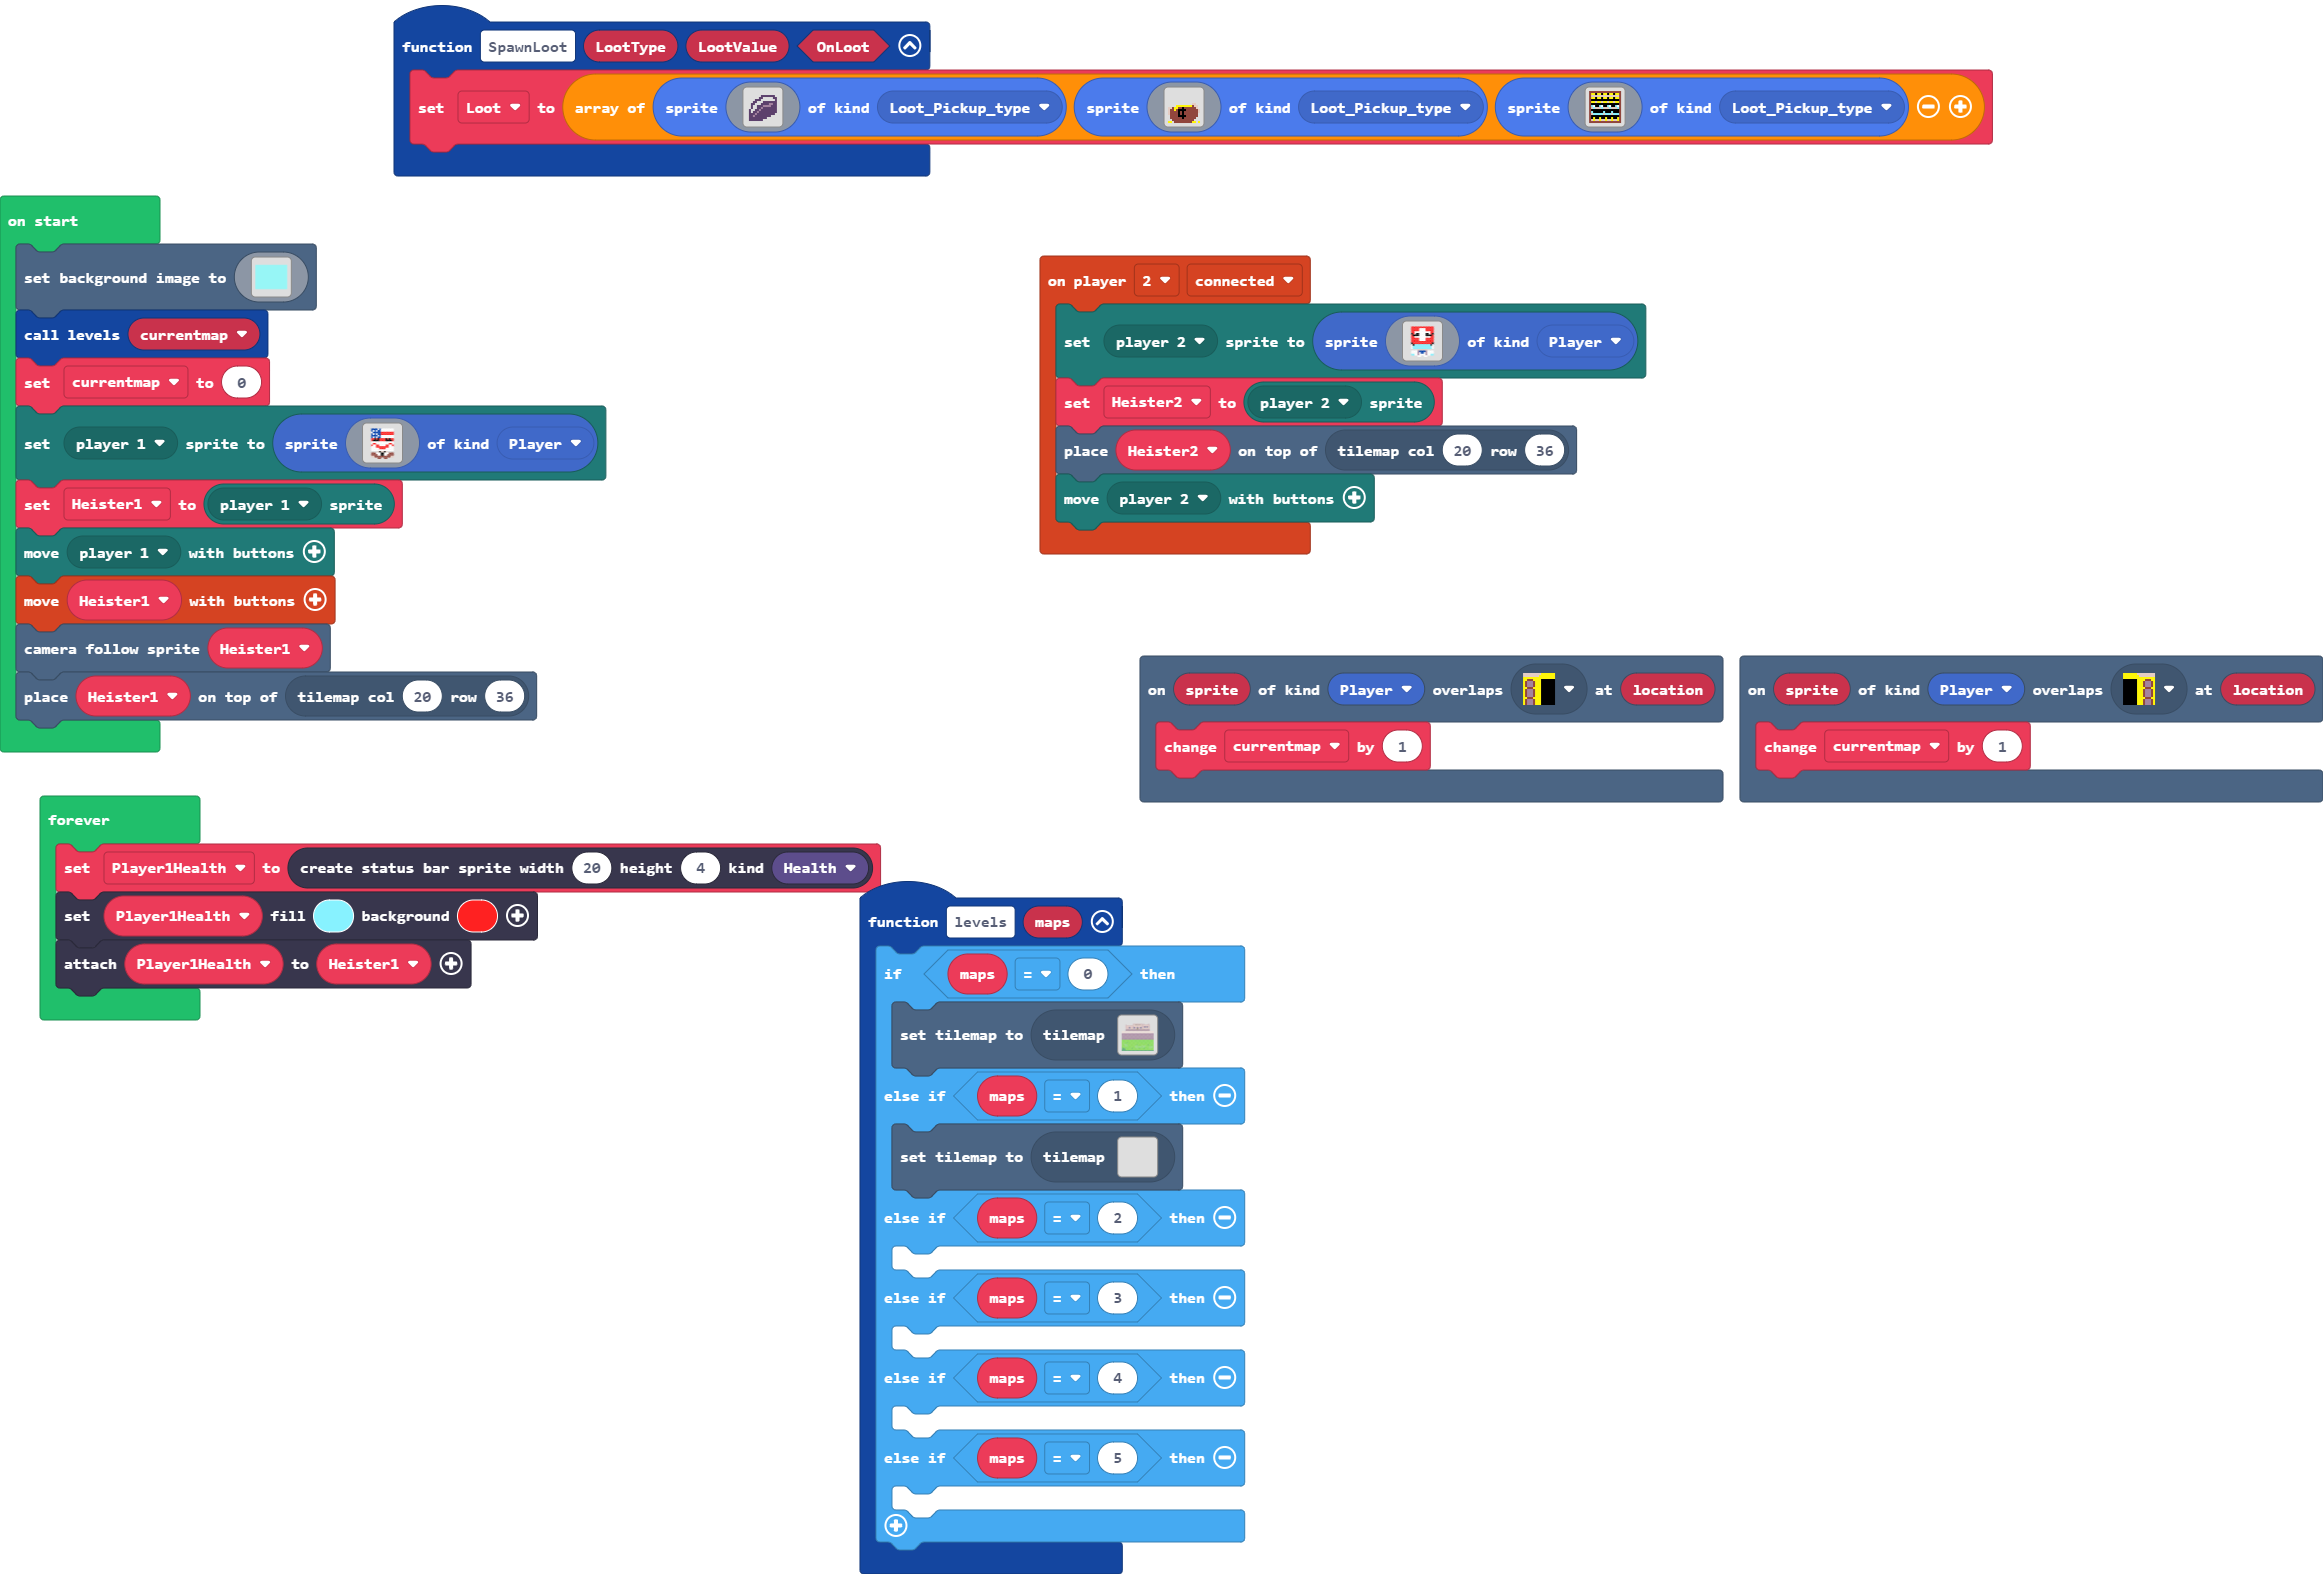 function SpawnLoot LootType LootValue OnLoot
set Loot to array of sprite of kind Loot_Pickup_type sprite of kind Loot_Pickup_type sprite of kind Loot_Pickup_type
on start
set background image to
call levels currentmap
set currentmap to 0
set player 1 sprite to sprite of kind Player
set Heister1 to player 1 sprite
move player 1 with buttons
move Heister1 with buttons
camera follow sprite Heister1
place Heister1 on top of tilemap col 20 row 36
on player 2 connected
set player 2 sprite to sprite of kind Player
set Heister2 to player 2 sprite
place Heister2 on top of tilemap col 20 row 36
move player 2 with buttons
on sprite of kind Player overlaps at location
change currentmap by 1
on sprite of kind Player overlaps at location
change currentmap by 1
forever
set Player1Health to create status bar sprite width 20 height 4 kind Health
set Player1Health fill background
attach Player1Health to Heister1
function levels maps
if maps = 0 then
set tilemap to tilemap
else if maps = 1 then
set tilemap to tilemap
else if maps = 2 then
else if maps = 3 then
else if maps = 4 then
else if maps = 5 then